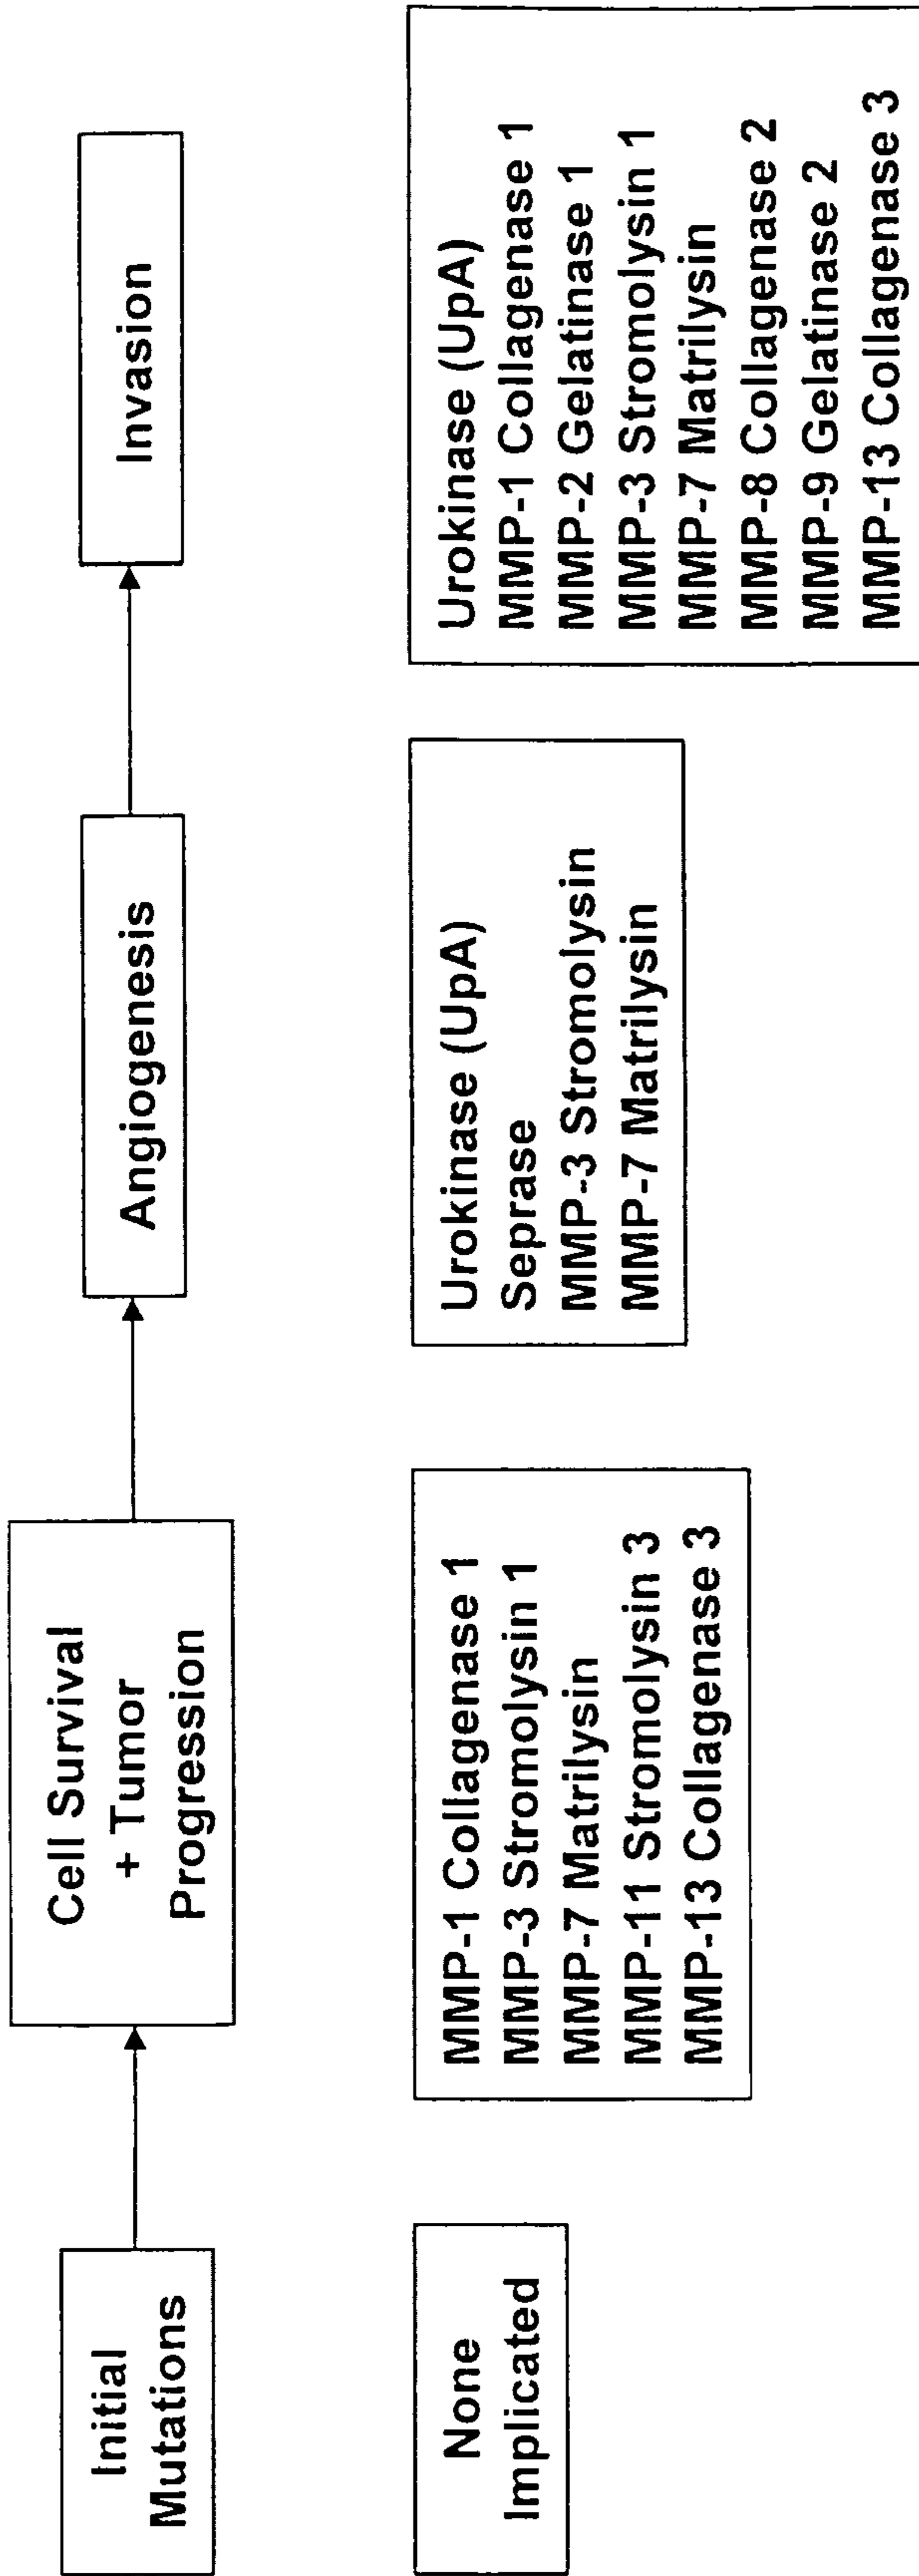 Initial
Mutations
Cell Survival
+ Tumor
Progression
Angiogenesis
Invasion
None
Implicated
MMP-1 Collagenase 1
MMP-3 Stromolysin 1
MMP-7 Matrilysin
MMP-11 Stromolysin 3
MMP-13 Collagenase 3
Urokinase (UpA)
Seprase
MMP-3 Stromolysin
MMP-7 Matrilysin
Urokinase (UpA)
MMP-1 Collagenase 1
MMP-2 Gelatinase 1
MMP-3 Stromolysin 1
MMP-7 Matrilysin
MMP-8 Collagenase 2
MMP-9 Gelatinase 2
MMP-13 Collagenase 3